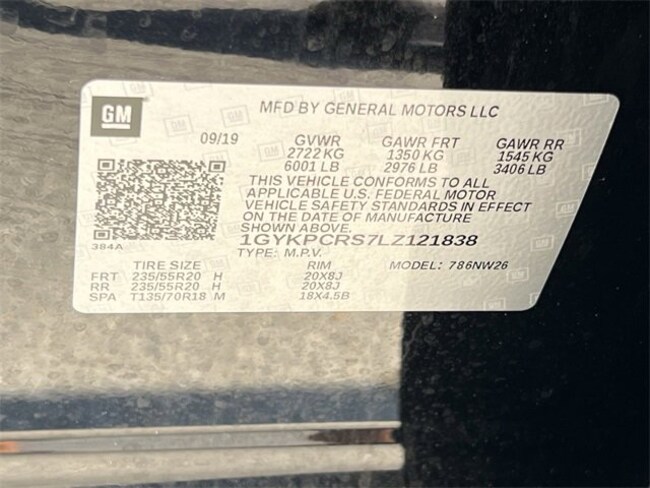 GM
MFD BY GENERAL MOTORS LLC
09/19 GVWR GAWR FRT GAWR RR
2722 KG 1350 KG 1545 KG
6001 LB 2976 LB 3406 LB
THIS VEHICLE CONFORMS TO ALL
APPLICABLE U.S. FEDERAL MOTOR
VEHICLE SAFETY STANDARDS IN EFFECT
ON THE DATE OF MANUFACTURE
SHOWN ABOVE.
1GYKPCRS7LZ121838
384A
TYPE: M.P.V. MODEL: 786NW26
TIRE SIZE RIM
FRT 235/55R20 H 20X8J
RR 235/55R20 H 20X8J
SPA T135/70R18 M 18X4.5B